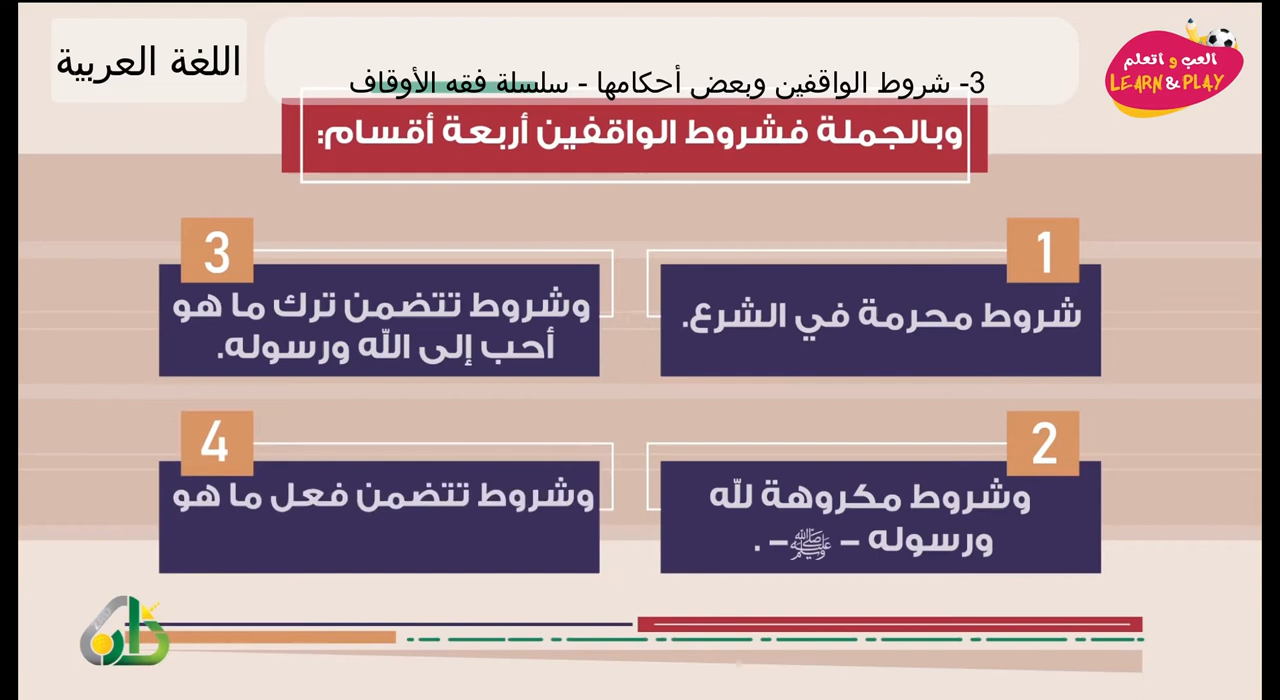 اللغة العربية
3- شروط الواقفين وبعض أحكامها - سلسلة فقه الأوقاف
العب و اتعلم
LEARN & PLAY
وبالجملة فشروط الواقفين أربعة أقسام:
1
شروط محرمة في الشرع.
2
وشروط مكروهة لله
ورسوله – ﷺ – .
3
وشروط تتضمن ترك ما هو
أحب إلى الله ورسوله.
4
وشروط تتضمن فعل ما هو